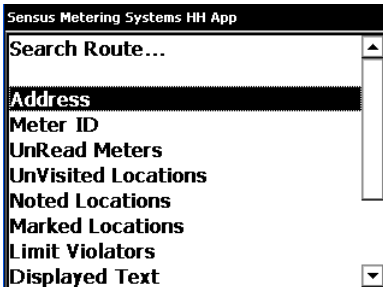 Sensus Metering Systems HH App
Search Route...
Address
Meter ID
UnRead Meters
UnVisited Locations
Noted Locations
Marked Locations
Limit Violators
Displayed Text